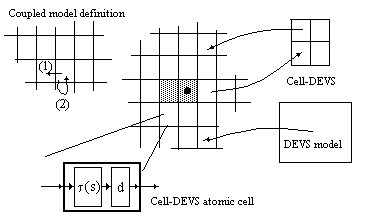 Coupled model definition
(1)
(2)
Cell-DEVS
DEVS model
τ(s) d
Cell-DEVS atomic cell